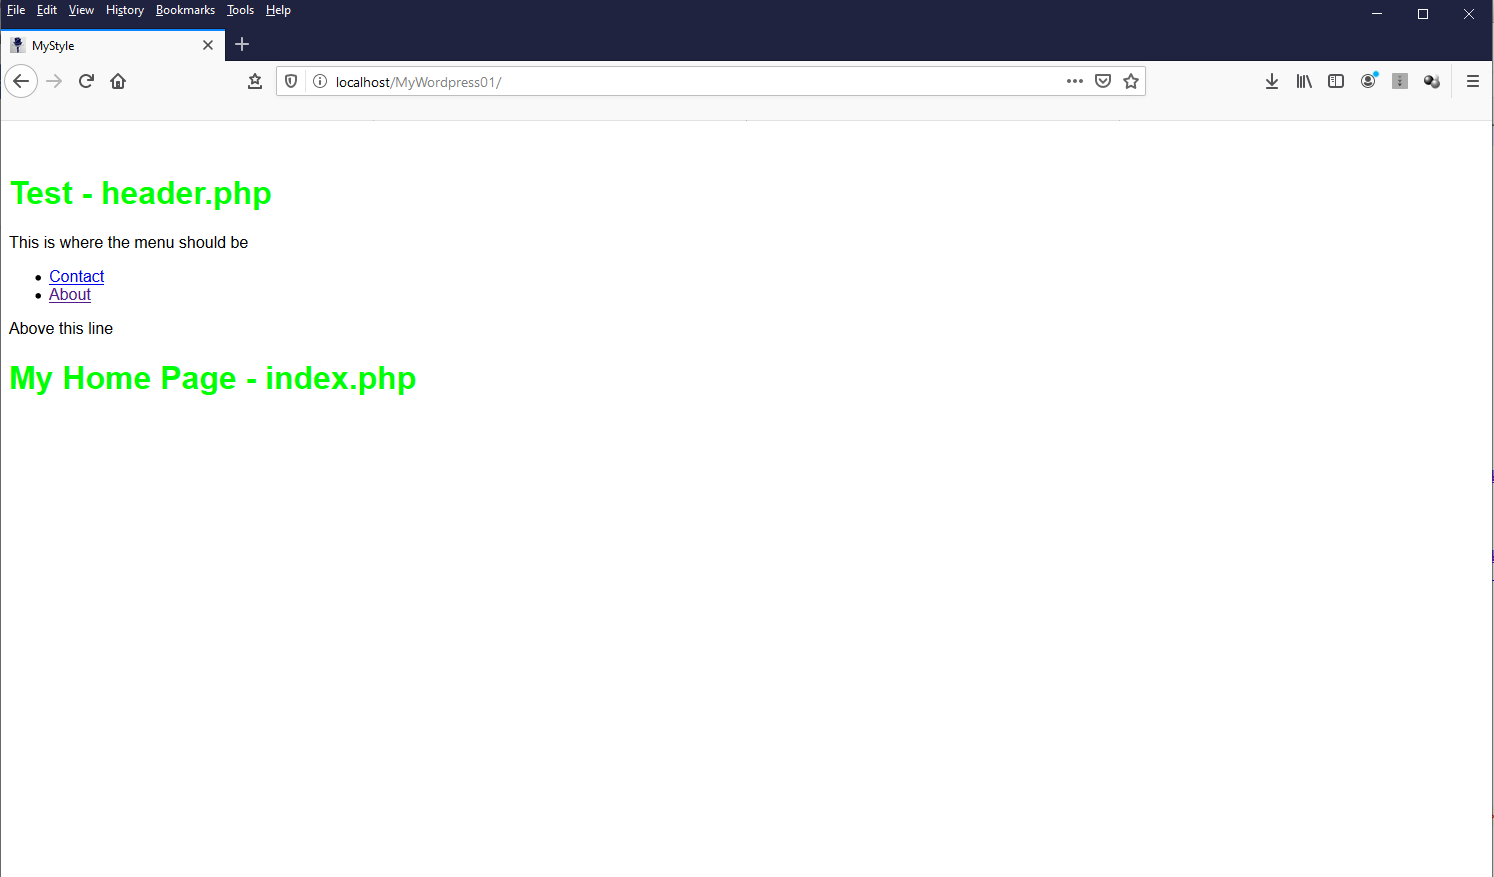 File Edit View History Bookmarks Tools Help
MyStyle
localhost/MyWordpress01/
Test - header.php
This is where the menu should be
Contact
About
Above this line
My Home Page - index.php